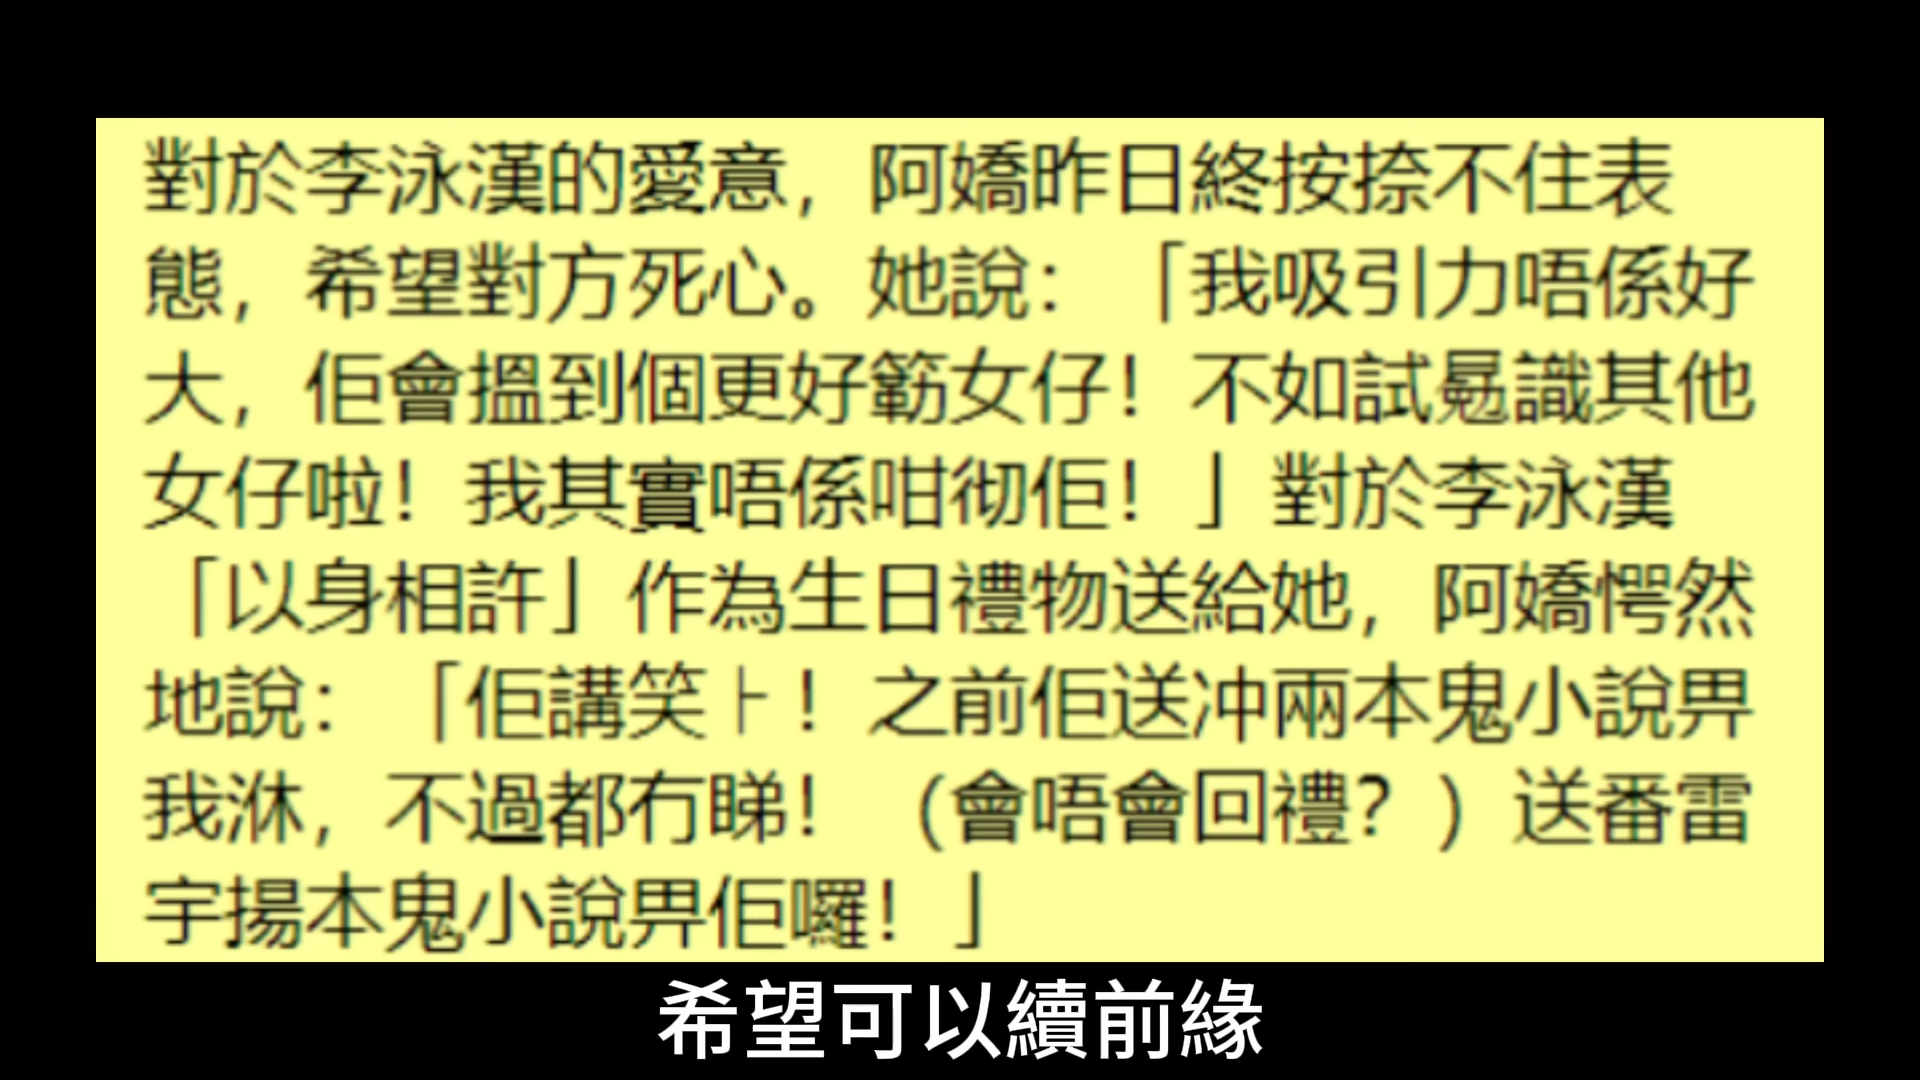 對於李泳漢的愛意，阿嬌昨日終按捺不住表
態，希望對方死心。她說：「我吸引力唔係好
大，佢會搵到個更好簕女仔！不如試勗識其他
女仔啦！我其實唔係咁彻佢！」對於李泳漢
「以身相許」作為生日禮物送給她，阿嬌愕然
地說：「佢講笑⺊！之前佢送冲兩本鬼小說畀
我沝，不過都冇睇！（會唔會回禮？）送番雷
宇揚本鬼小說畀佢囉！」
希望可以續前緣